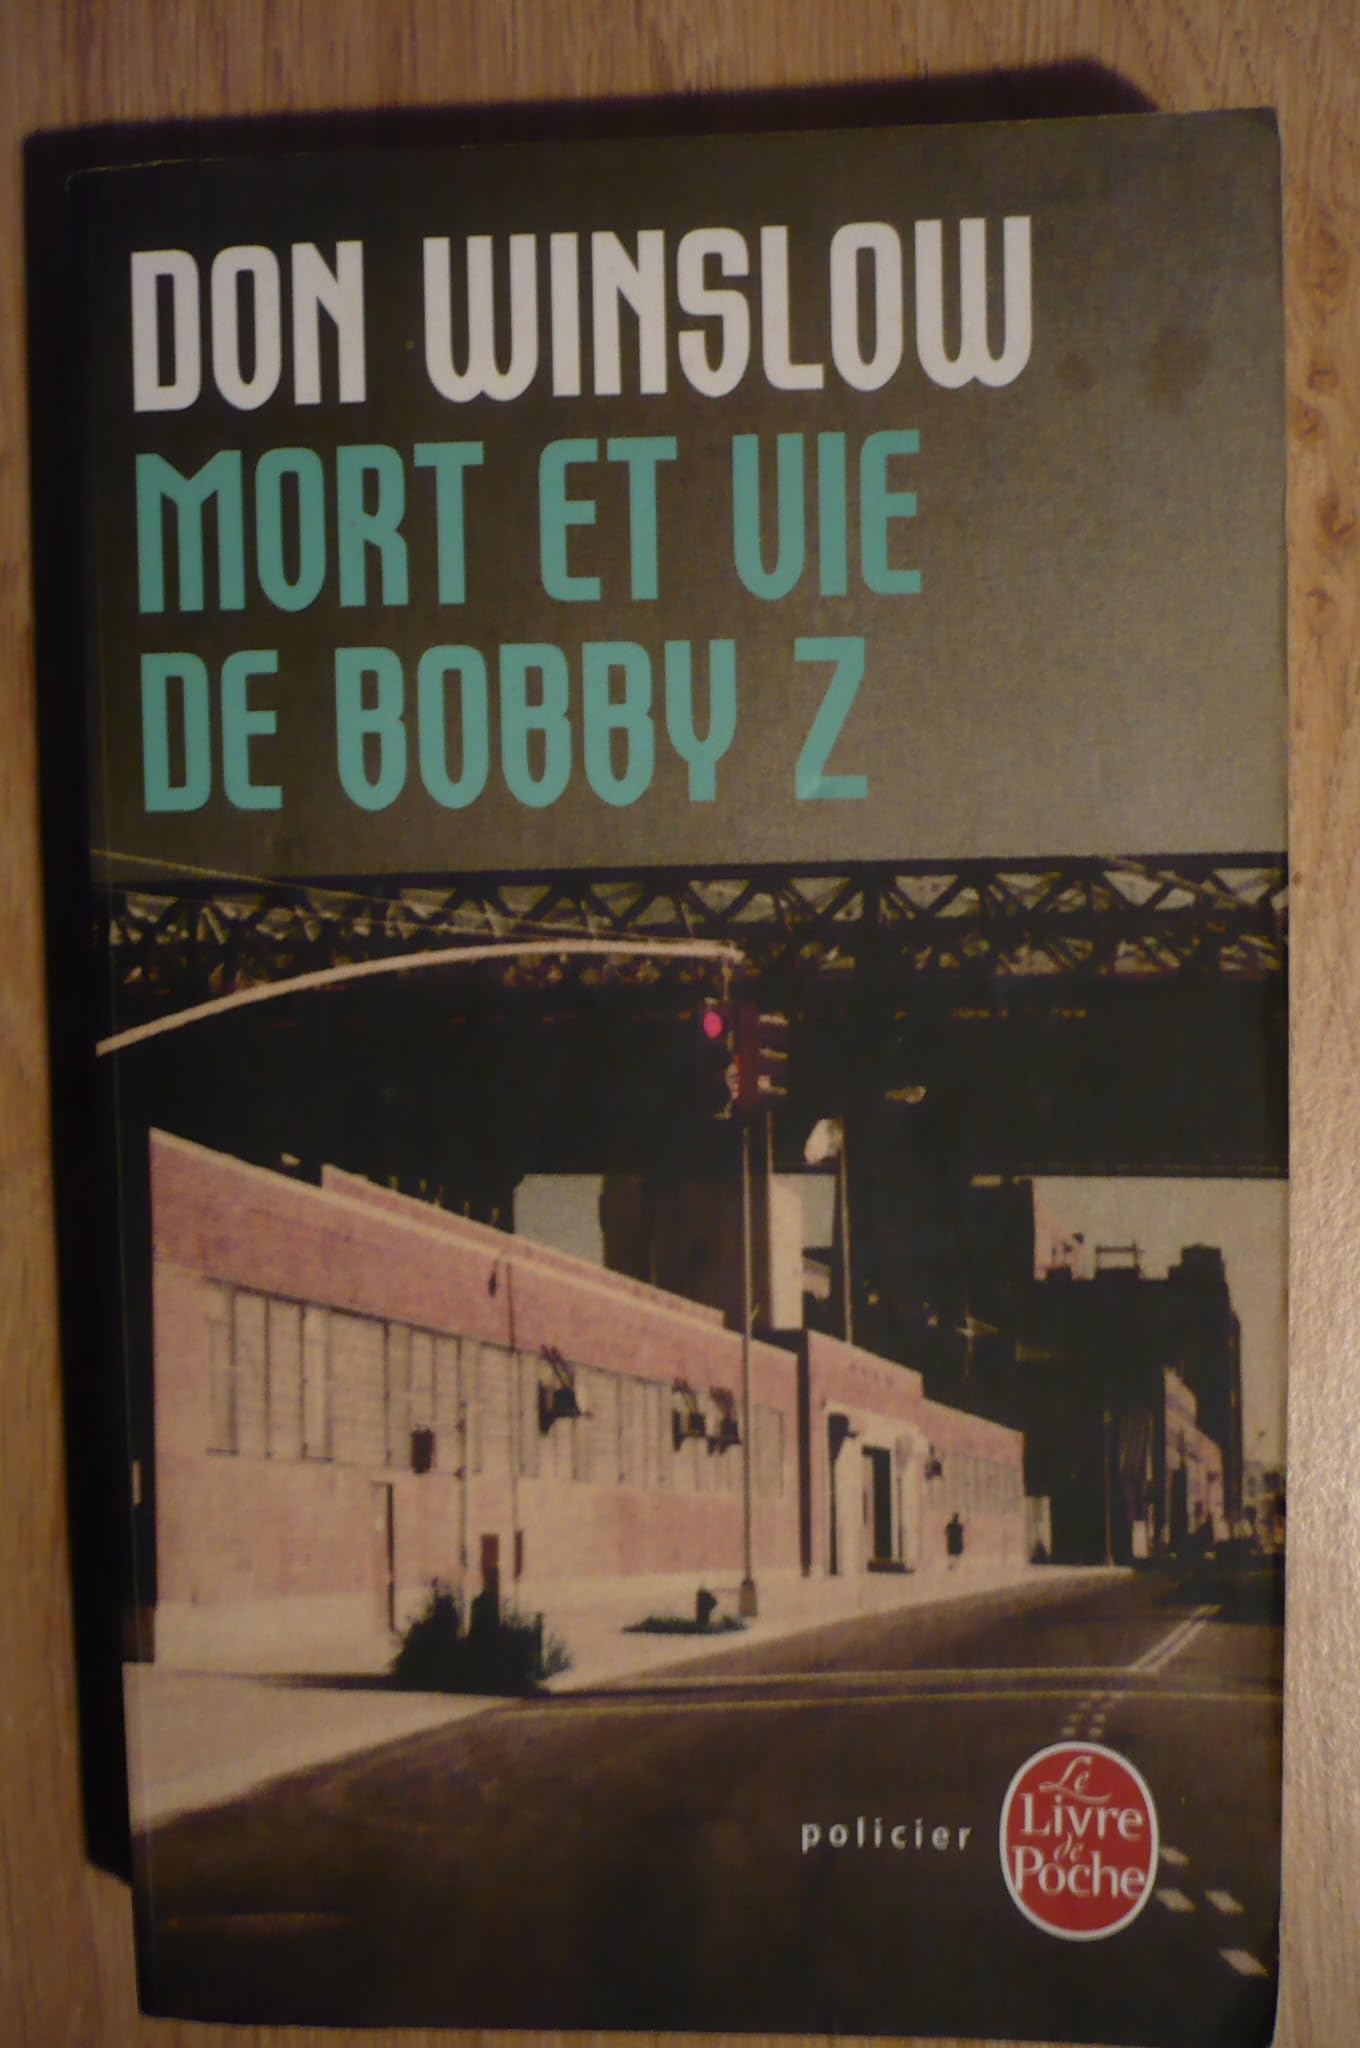 DON WINSLOW
MORT ET VIE
DE BOBBY Z
policier
Le
Livre
de
Poche